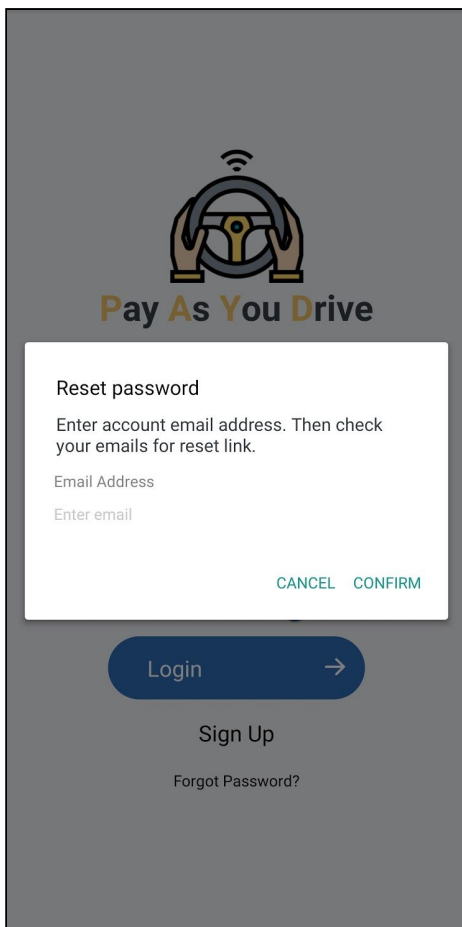 Pay As You Drive
Reset password
Enter account email address. Then check
your emails for reset link.
Email Address
Enter email
CANCEL CONFIRM
Login
Sign Up
Forgot Password?